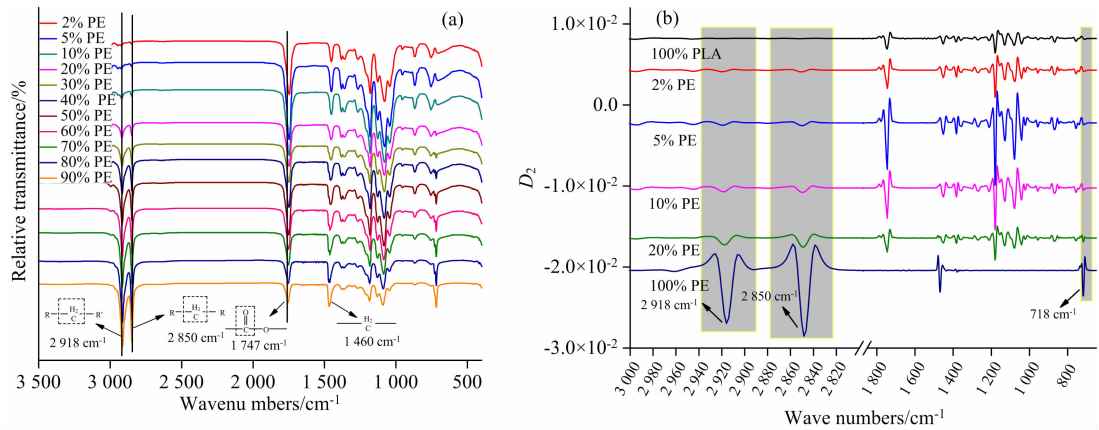 (a)
2% PE
5% PE
10% PE
20% PE
30% PE
40% PE
50% PE
60% PE
70% PE
80% PE
90% PE
Relative transmittance/%
R H₂ C R'
2 918 cm⁻¹
R H₂ C R
2 850 cm⁻¹
O
C O
1 747 cm⁻¹
H₂
C
1 460 cm⁻¹
3 500 3 000 2 000 1 500 1 000 500
Wavenu mbers/cm⁻¹
(b)
1.0×10⁻²
0.0
-1.0×10⁻²
-2.0×10⁻²
-3.0×10⁻²
D₂
100% PLA
2% PE
5% PE
10% PE
20% PE
100% PE
2 918 cm⁻¹
2 850 cm⁻¹
718 cm⁻¹
3 000 2 980 2 940 2 920 2 900 2 880 2 860 2 840 2 820 1 800 1 600 1 400 1 200 1 000 800
Wave numbers/cm⁻¹